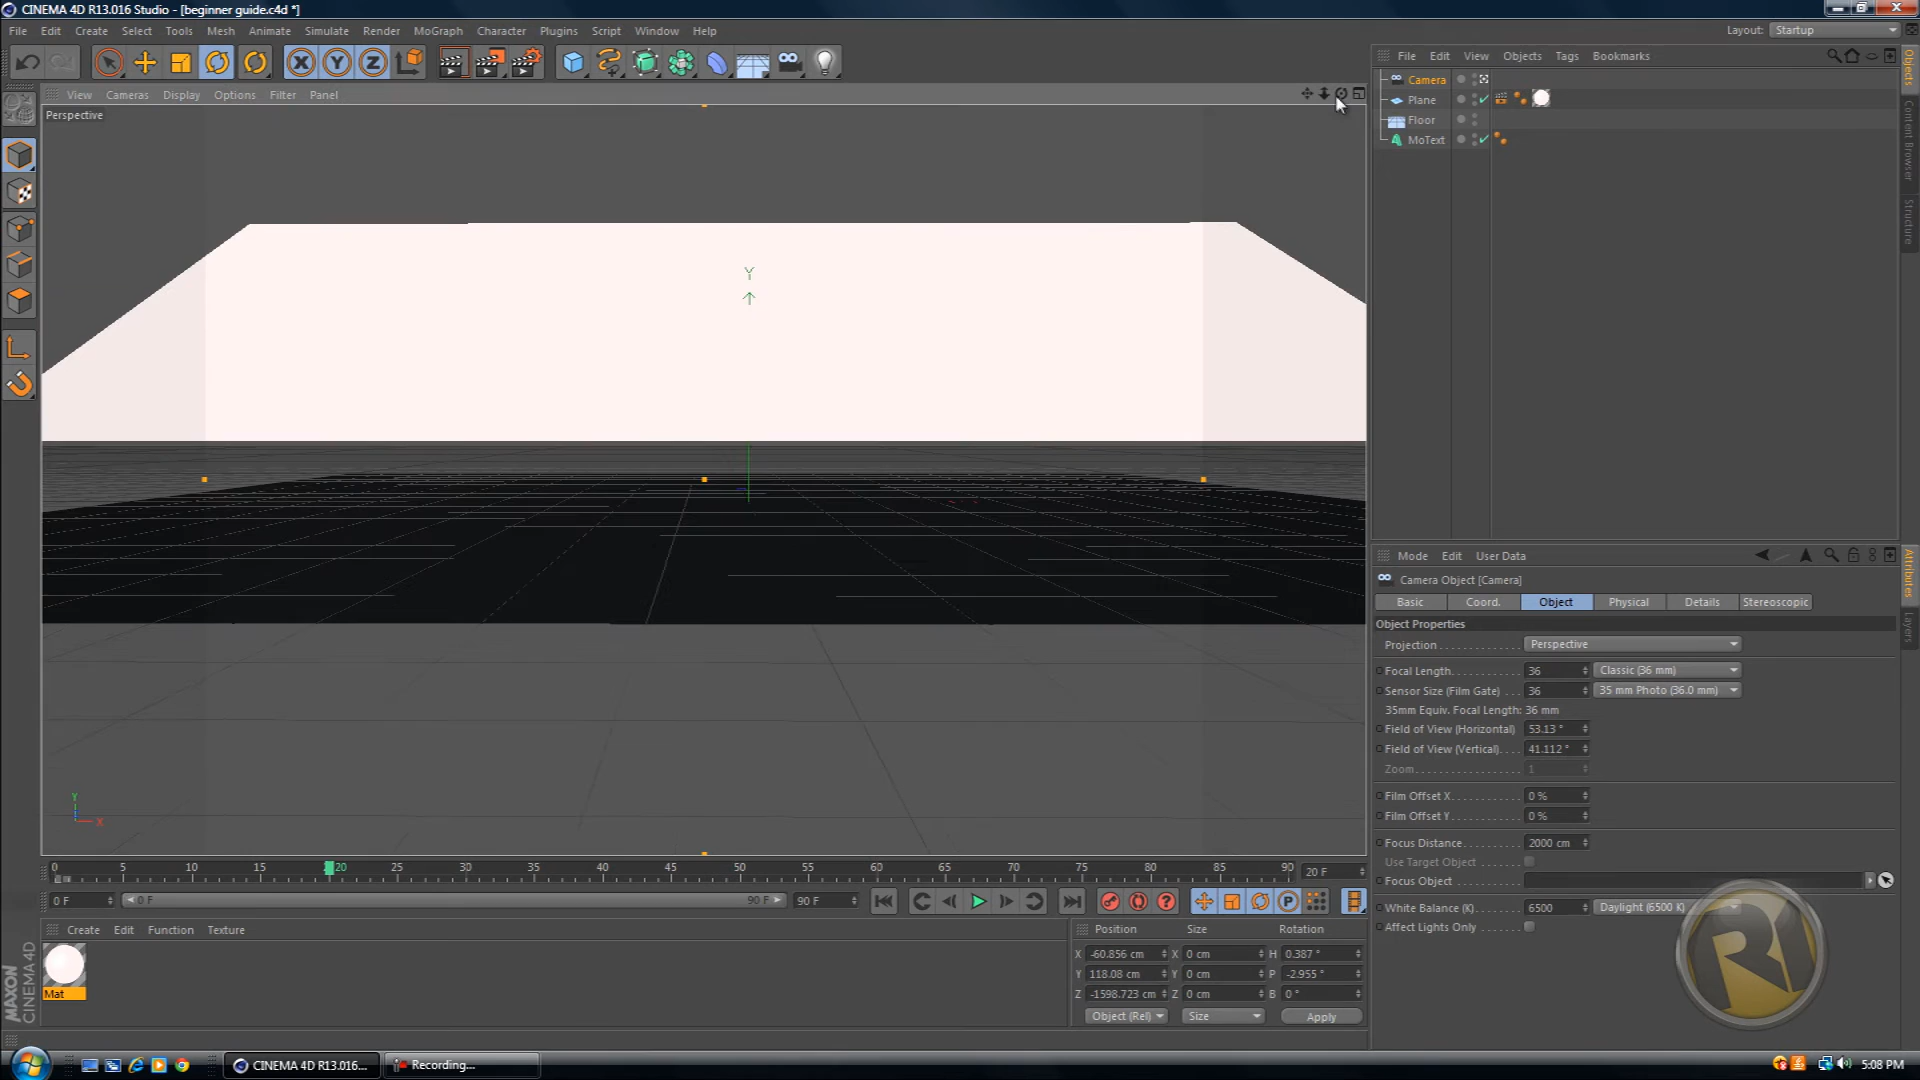 CINEMA 4D R13.016 Studio - [beginner guide.c4d *]
File Edit Create Select Tools Mesh Animate Simulate Render MoGraph Character Plugins Script Window Help
Layout: Startup
X Y Z
File Edit View Objects Tags Bookmarks
View Cameras Display Options Filter Panel
Perspective
Camera
Plane
Floor
MoText
Objects
Content Browser
Structure
Y
Mode Edit User Data
Camera Object [Camera]
Basic Coord. Object Physical Details Stereoscopic
Object Properties
Projection Perspective
Focal Length 36 Classic (36 mm)
Sensor Size (Film Gate) 36 35 mm Photo (36.0 mm)
35mm Equiv. Focal Length: 36 mm
Field of View (Horizontal) 53.13 °
Field of View (Vertical) 41.112 °
Zoom 1
Film Offset X 0 %
Film Offset Y 0 %
Focus Distance 2000 cm
Use Target Object
Focus Object
White Balance (K) 6500 Daylight (6500 K)
Affect Lights Only
Attributes
Layers
Y
X
0 5 10 15 20 25 30 35 40 45 50 55 60 65 70 75 80 85 90 20 F
0 F 0 F 90 F 90 F
P
Create Edit Function Texture
Mat
MAXON
CINEMA 4D
Position Size Rotation
X -60.856 cm X 0 cm H 0.387 °
Y 118.08 cm Y 0 cm P -2.955 °
Z -1598.723 cm Z 0 cm B 0 °
Object (Rel) Size Apply
RI
CINEMA 4D R13.016...
Recording...
5:08 PM